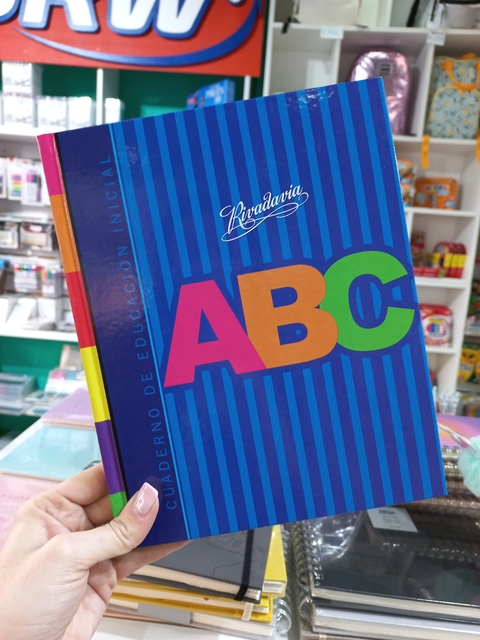 Rivadavia
ABC
CUADERNO DE EDUCACIÓN INICIAL